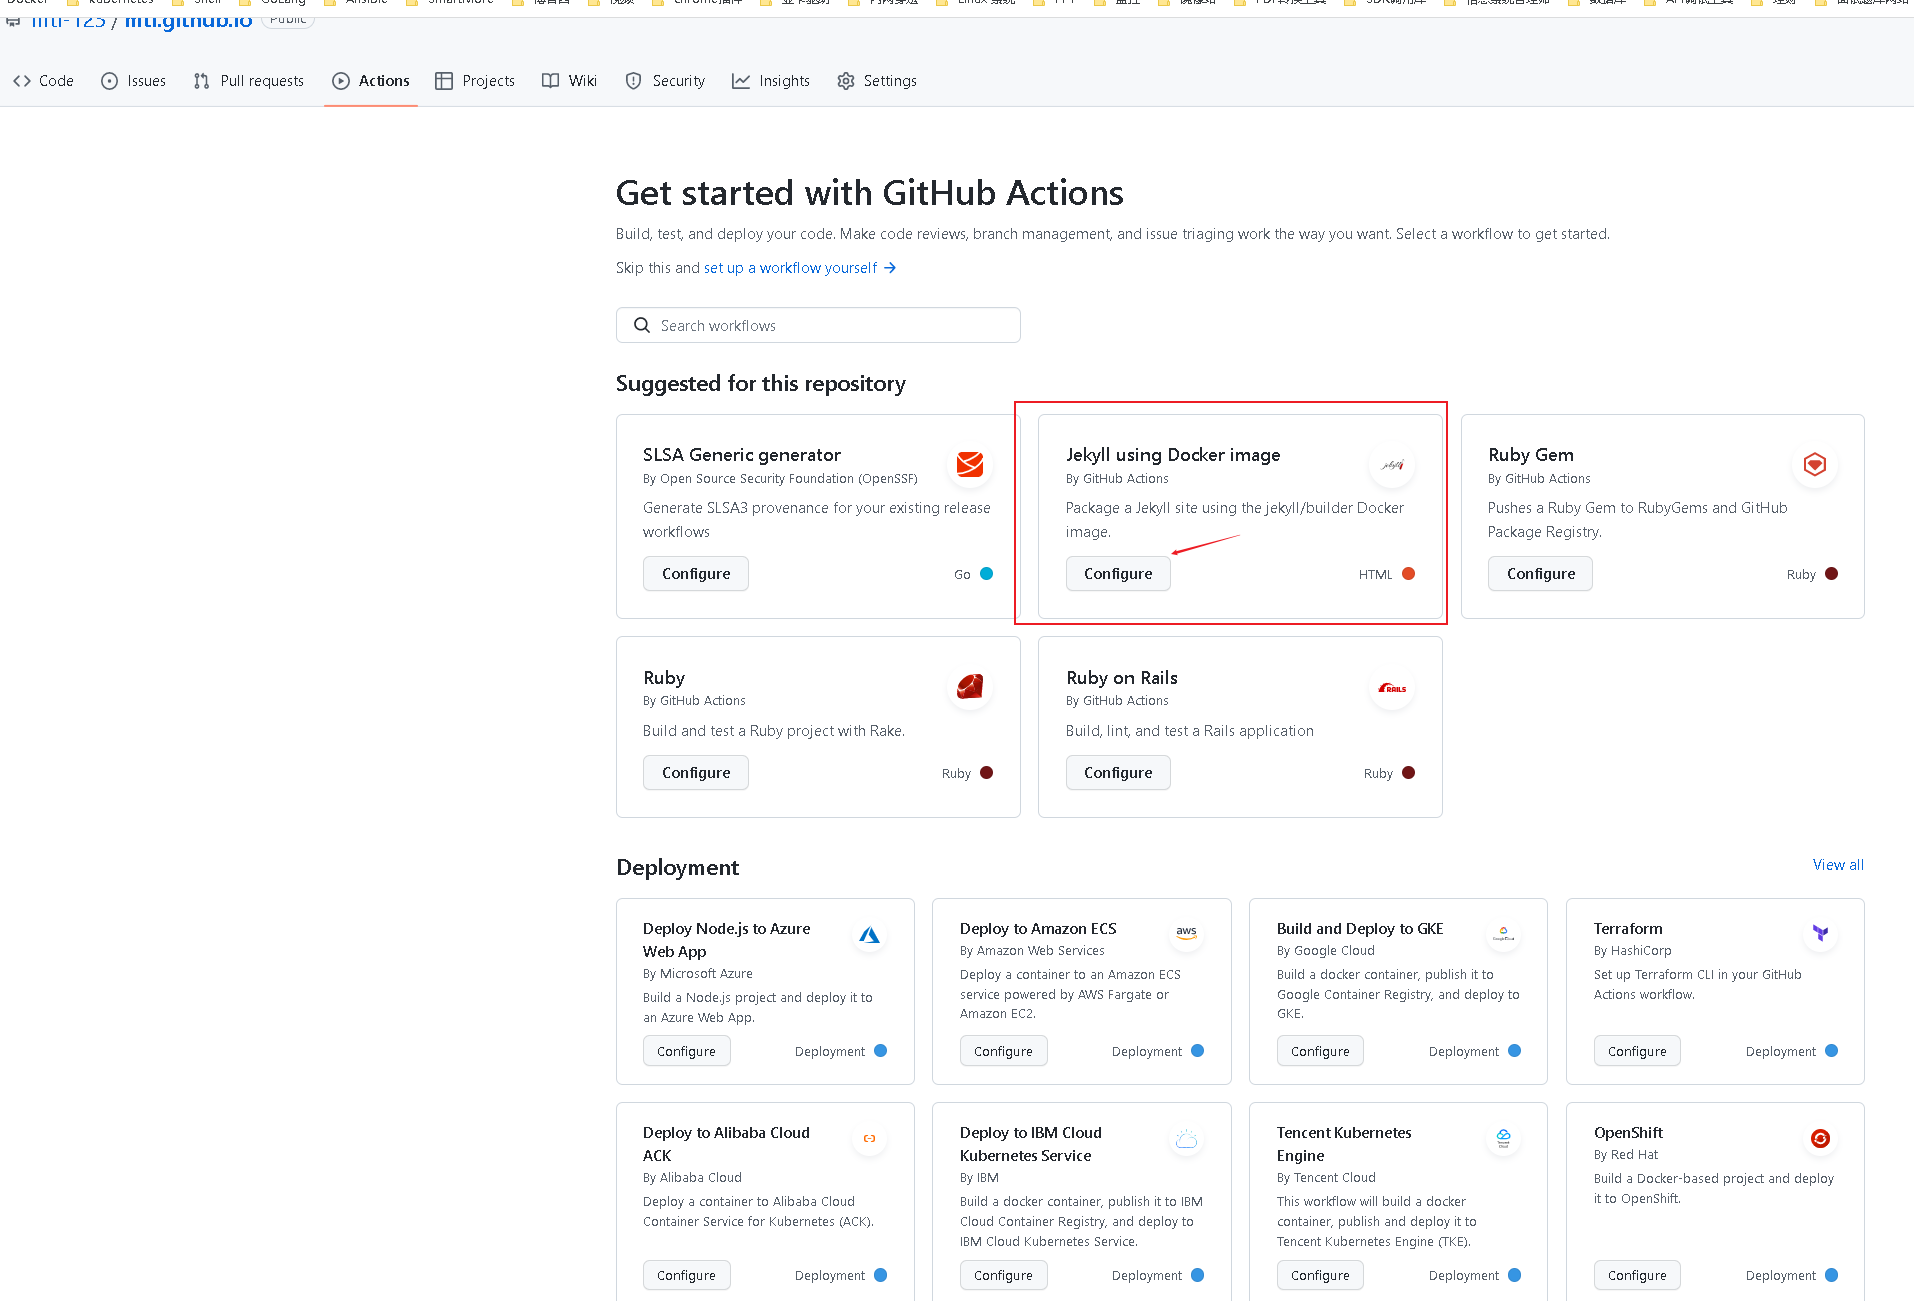 mti.github.io
Public
Code
Issues
Pull requests
Actions
Projects
Wiki
Security
Insights
Settings
Get started with GitHub Actions
Build, test, and deploy your code. Make code reviews, branch management, and issue triaging work the way you want. Select a workflow to get started.
Skip this and set up a workflow yourself →
Search workflows
Suggested for this repository
SLSA Generic generator
By Open Source Security Foundation (OpenSSF)
Generate SLSA3 provenance for your existing release
workflows
Configure
Go
Jekyll using Docker image
By GitHub Actions
Package a Jekyll site using the jekyll/builder Docker
image.
Configure
HTML
Ruby Gem
By GitHub Actions
Pushes a Ruby Gem to RubyGems and GitHub
Package Registry.
Configure
Ruby
Ruby
By GitHub Actions
Build and test a Ruby project with Rake.
Configure
Ruby
Ruby on Rails
By GitHub Actions
Build, lint, and test a Rails application
RAILS
Configure
Ruby
Deployment
View all
Deploy Node.js to Azure
Web App
By Microsoft Azure
Build a Node.js project and deploy it to
an Azure Web App.
Configure
Deployment
Deploy to Amazon ECS
By Amazon Web Services
aws
Deploy a container to an Amazon ECS
service powered by AWS Fargate or
Amazon EC2.
Configure
Deployment
Build and Deploy to GKE
By Google Cloud
Build a docker container, publish it to
Google Container Registry, and deploy to
GKE.
Configure
Deployment
Terraform
By HashiCorp
Set up Terraform CLI in your GitHub
Actions workflow.
Configure
Deployment
Deploy to Alibaba Cloud
ACK
By Alibaba Cloud
Deploy a container to Alibaba Cloud
Container Service for Kubernetes (ACK).
Configure
Deployment
Deploy to IBM Cloud
Kubernetes Service
By IBM
Build a docker container, publish it to IBM
Cloud Container Registry, and deploy to
IBM Cloud Kubernetes Service.
Configure
Deployment
Tencent Kubernetes
Engine
By Tencent Cloud
This workflow will build a docker
container, publish and deploy it to
Tencent Kubernetes Engine (TKE).
Configure
Deployment
OpenShift
By Red Hat
Build a Docker-based project and deploy
it to OpenShift.
Configure
Deployment